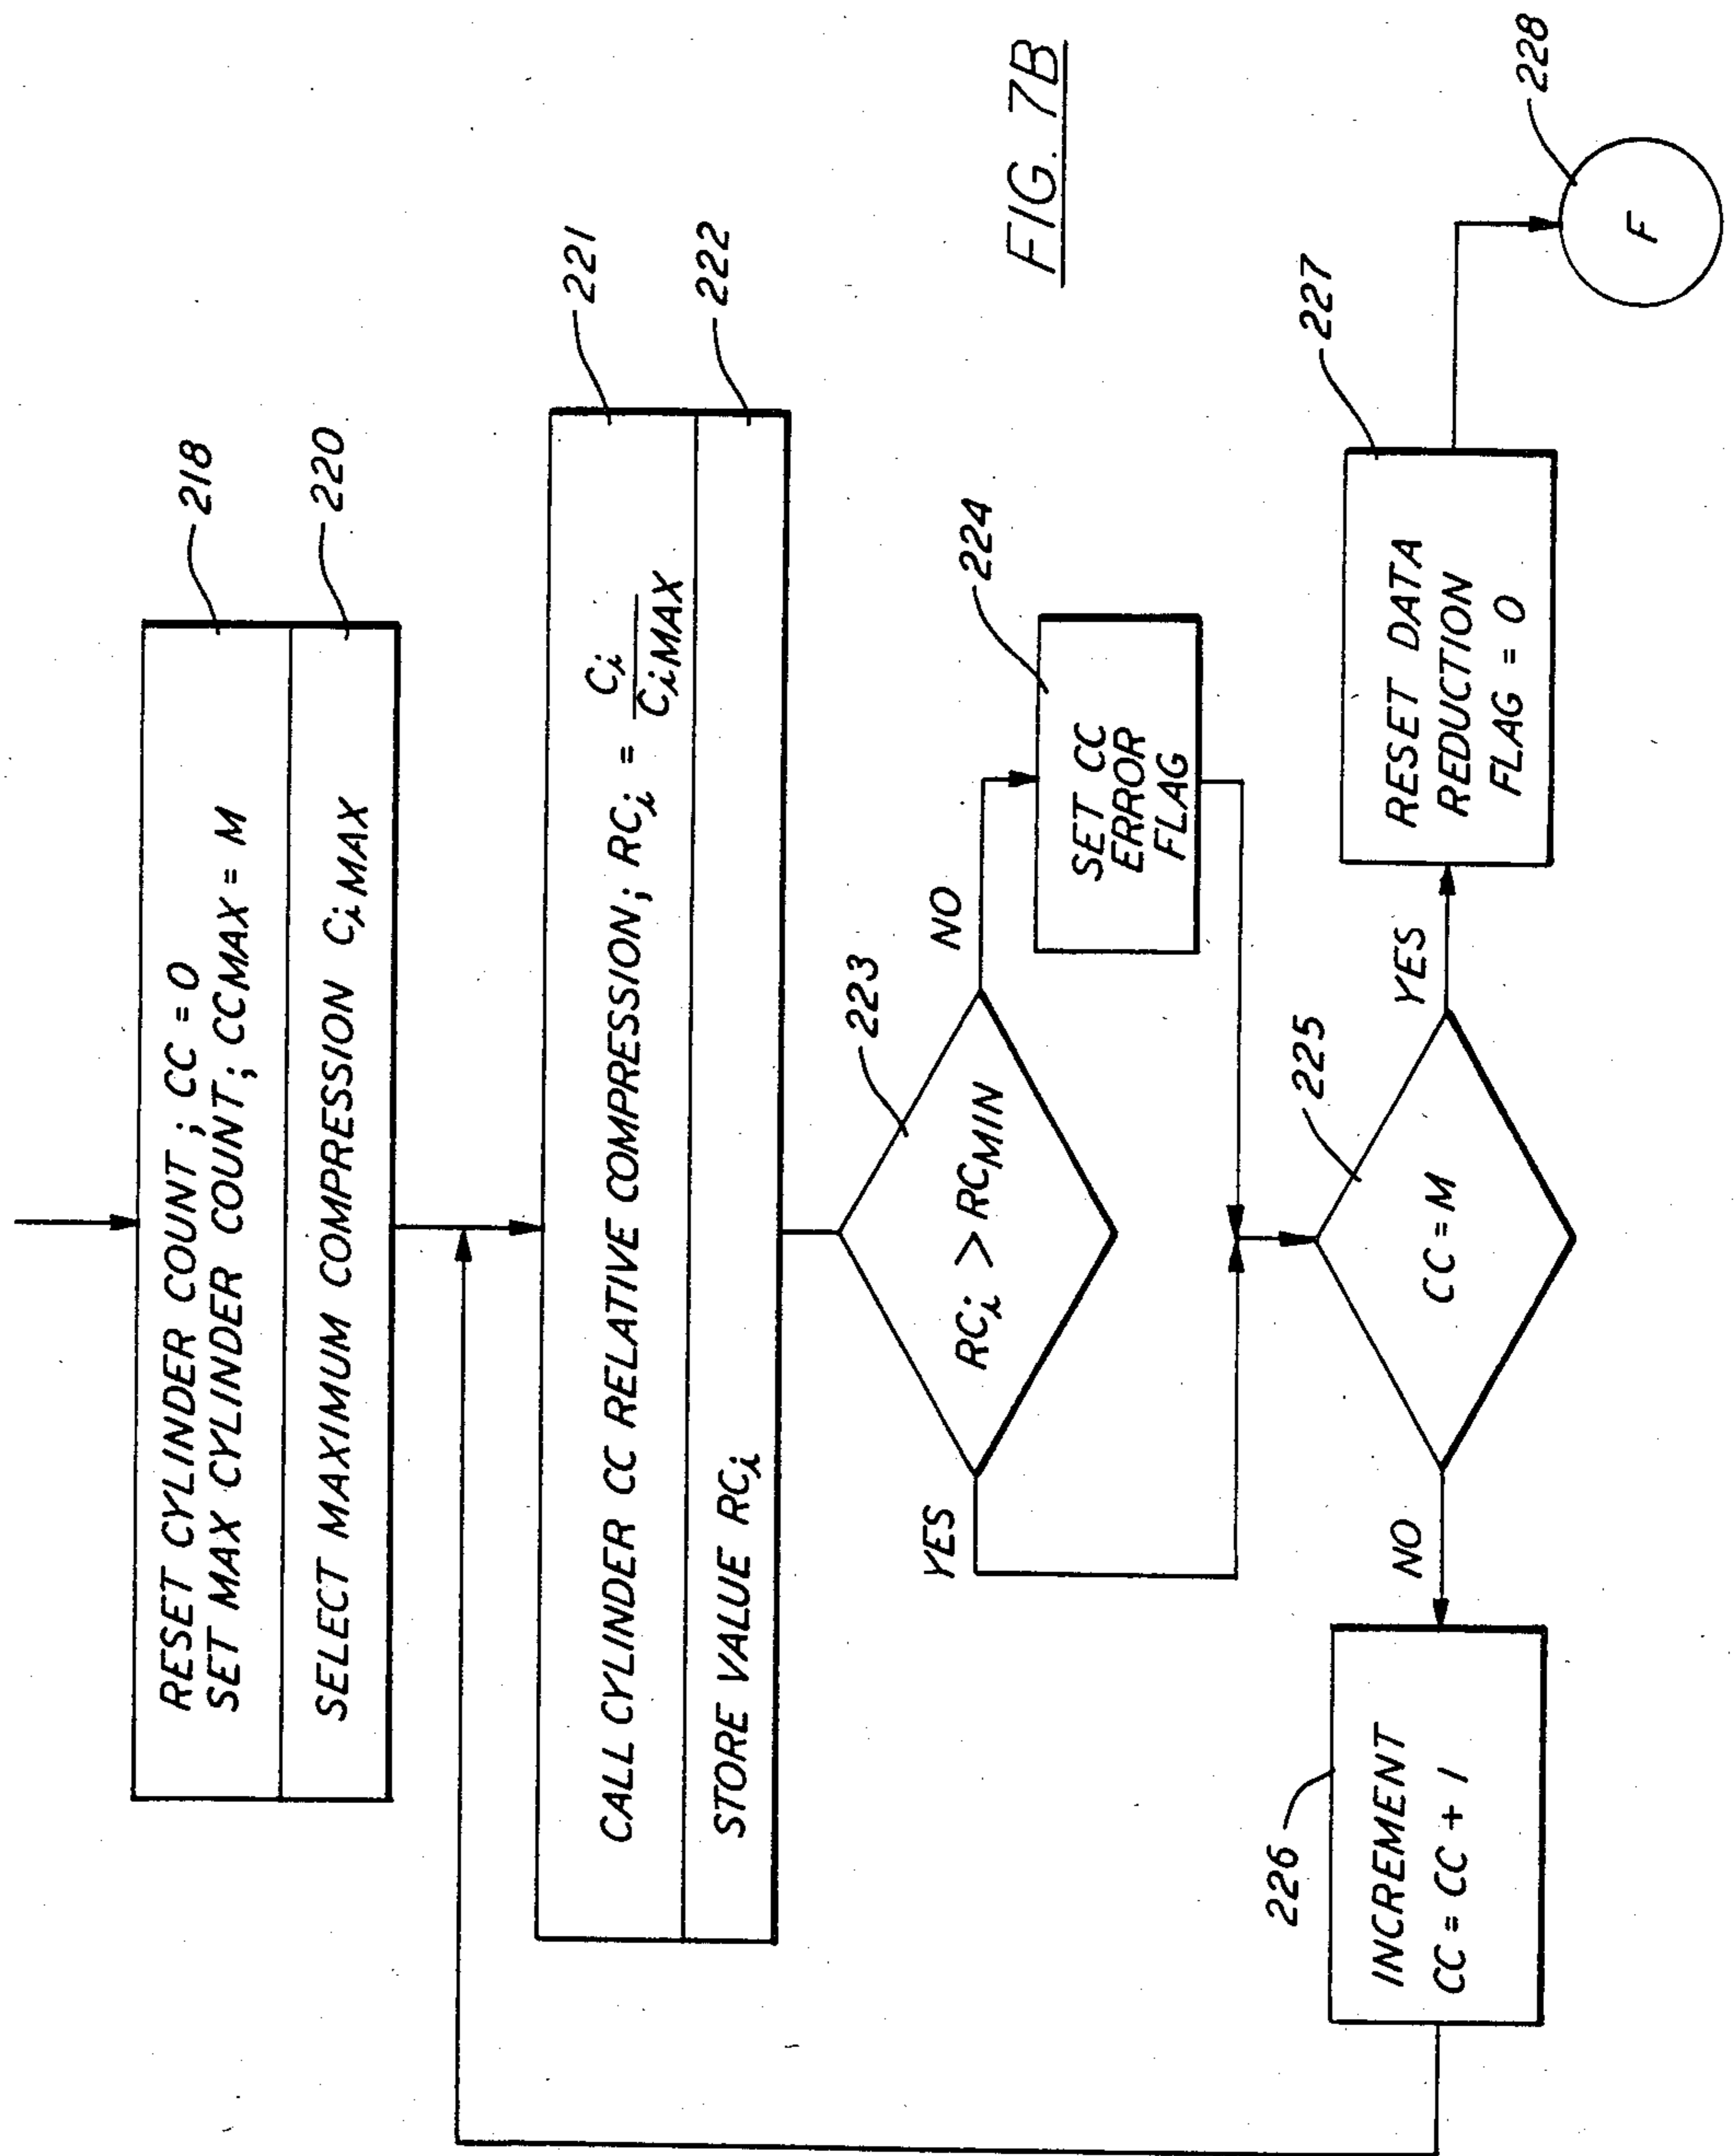 RESET CYLINDER COUNT; CC = 0
SET MAX CYLINDER COUNT; CCMAX = M
218
SELECT MAXIMUM COMPRESSION CiMAX
220
CALL CYLINDER CC RELATIVE COMPRESSION; RCi = Ci / CiMAX
221
STORE VALUE RCi
222
223
RCi > RCMIN
YES
NO
224
SET CC
ERROR
FLAG
225
CC = M
NO
YES
226
INCREMENT
CC = CC + 1
227
RESET DATA
REDUCTION
FLAG = 0
228
F
FIG. 7B